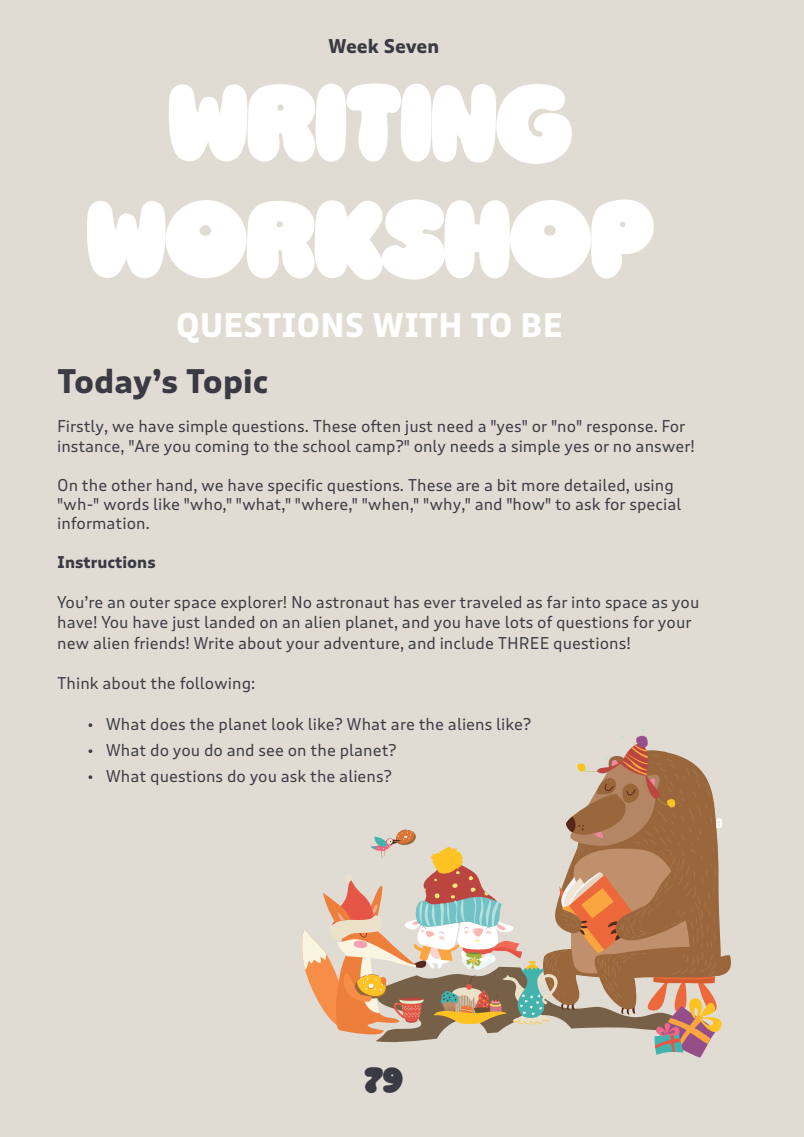 Week Seven
WRITING
WORKSHOP
QUESTIONS WITH TO BE
Today’s Topic
Firstly, we have simple questions. These often just need a "yes" or "no" response. For
instance, "Are you coming to the school camp?" only needs a simple yes or no answer!
On the other hand, we have specific questions. These are a bit more detailed, using
"wh-" words like "who," "what," "where," "when," "why," and "how" to ask for special
information.
Instructions
You’re an outer space explorer! No astronaut has ever traveled as far into space as you
have! You have just landed on an alien planet, and you have lots of questions for your
new alien friends! Write about your adventure, and include THREE questions!
Think about the following:
• What does the planet look like? What are the aliens like?
• What do you do and see on the planet?
• What questions do you ask the aliens?
79